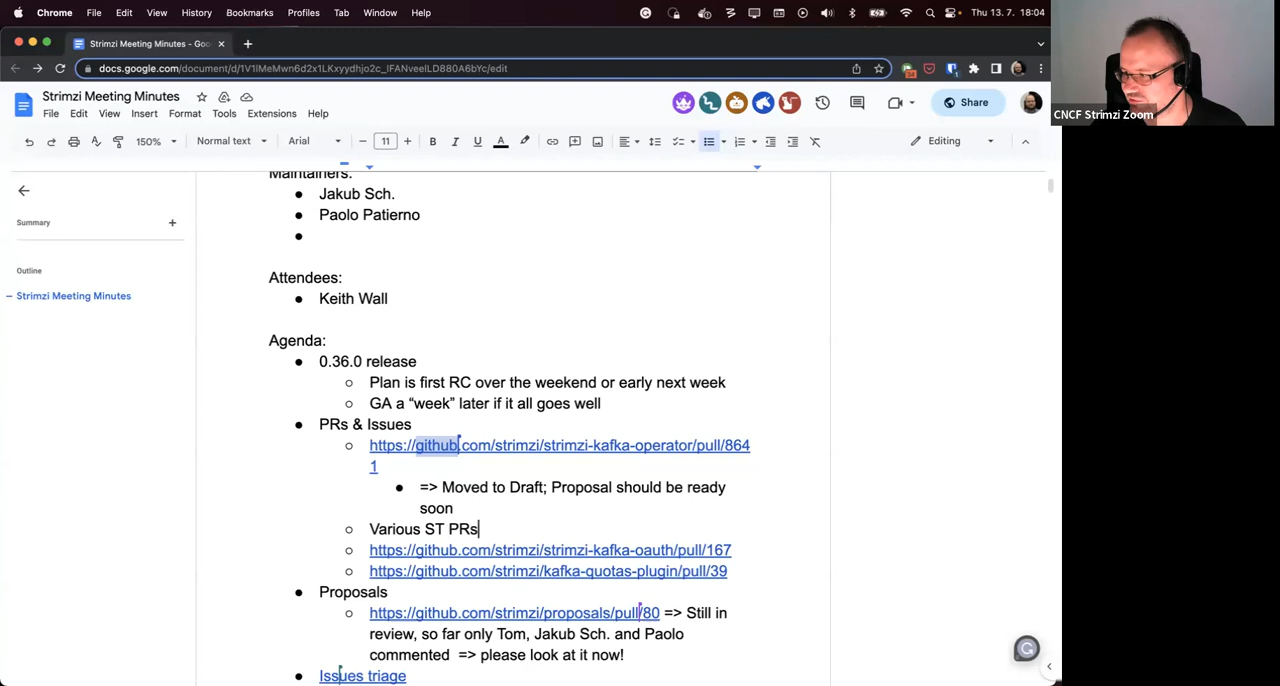 Chrome File Edit View History Bookmarks Profiles Tab Window Help Thu 13. 7. 18:04
Strimzi Meeting Minutes - Goo
docs.google.com/document/d/1V1lMeMwn6d2x1LKxyydhjo2c_IFANveelLD880A6bYc/edit
Strimzi Meeting Minutes
File Edit View Insert Format Tools Extensions Help
Share
CNCF Strimzi Zoom
150% Normal text Arial 11 B I U A Editing
Summary
Outline
Strimzi Meeting Minutes
Maintainers:
Jakub Sch.
Paolo Patierno
Attendees:
Keith Wall
Agenda:
0.36.0 release
Plan is first RC over the weekend or early next week
GA a “week” later if it all goes well
PRs & Issues
https://github.com/strimzi/strimzi-kafka-operator/pull/864
1
=> Moved to Draft; Proposal should be ready
soon
Various ST PRs
https://github.com/strimzi/strimzi-kafka-oauth/pull/167
https://github.com/strimzi/kafka-quotas-plugin/pull/39
Proposals
https://github.com/strimzi/proposals/pull/80 => Still in
review, so far only Tom, Jakub Sch. and Paolo
commented => please look at it now!
Issues triage